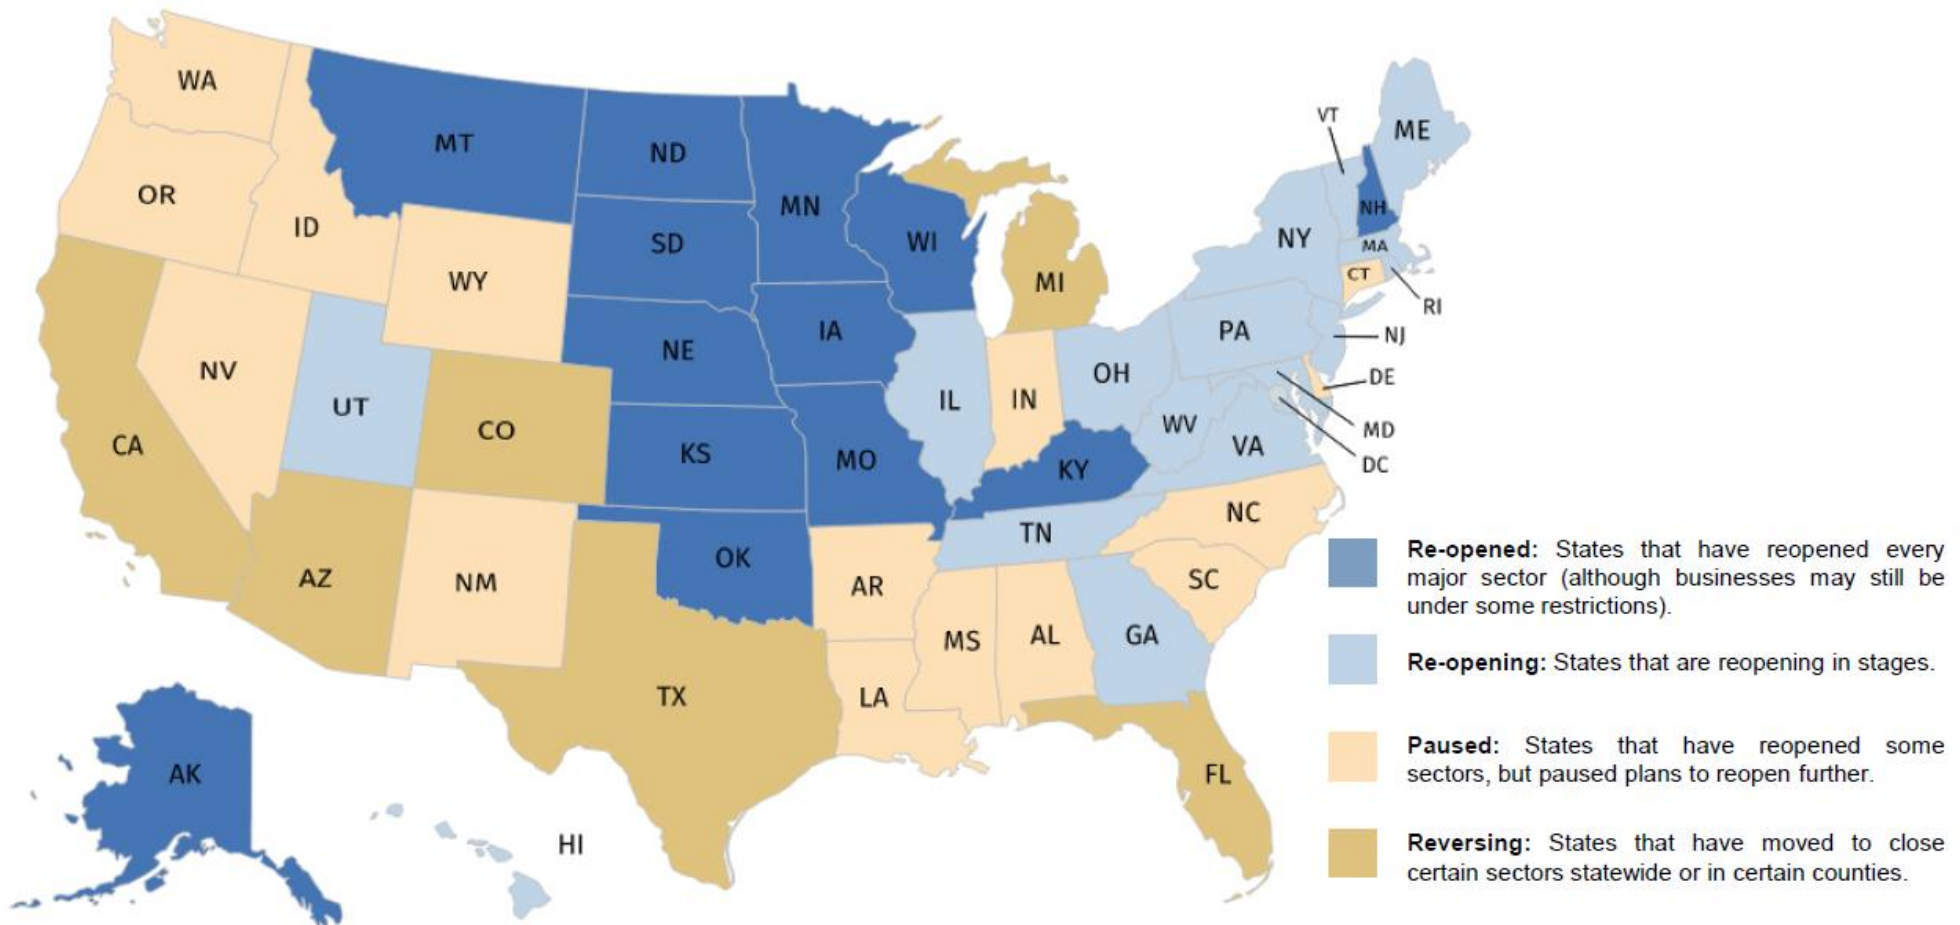 WA
MT
ND
MN
VT
ME
OR
ID
SD
WI
NH
NY
MA
WY
MI
CT
RI
NE
IA
PA
NJ
NV
UT
CO
IL
IN
OH
DE
CA
KS
MO
KY
WV
VA
MD
DC
AZ
NM
OK
AR
TN
NC
SC
MS
AL
GA
TX
LA
AK
HI
FL
Re-opened: States that have reopened every
major sector (although businesses may still be
under some restrictions).
Re-opening: States that are reopening in stages.
Paused: States that have reopened some
sectors, but paused plans to reopen further.
Reversing: States that have moved to close
certain sectors statewide or in certain counties.